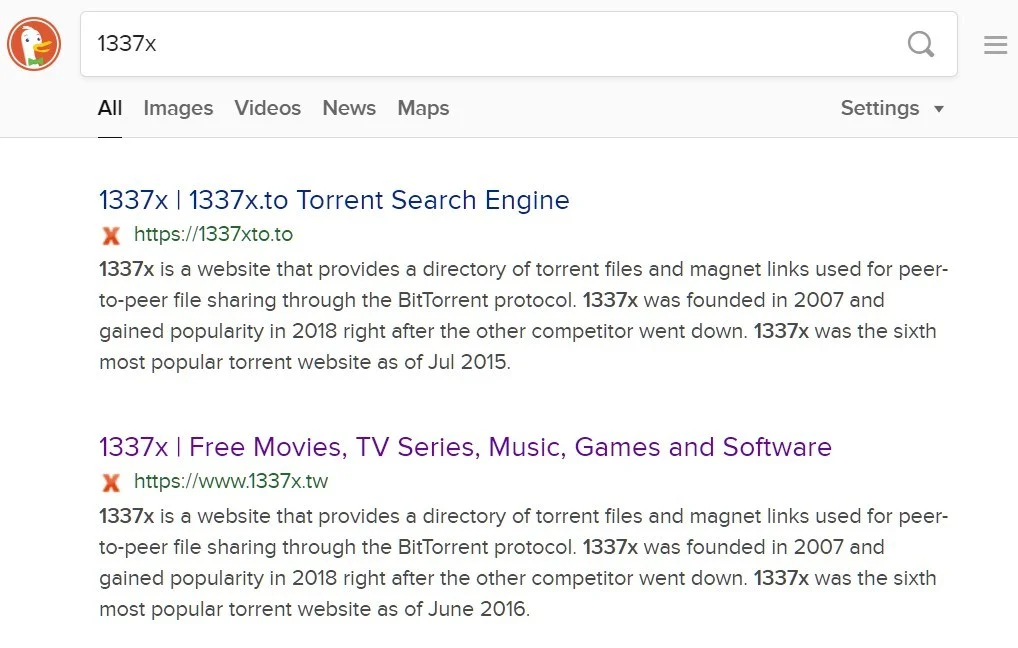 1337x
All Images Videos News Maps Settings
1337x | 1337x.to Torrent Search Engine
https://1337xto.to
1337x is a website that provides a directory of torrent files and magnet links used for peer-
to-peer file sharing through the BitTorrent protocol. 1337x was founded in 2007 and
gained popularity in 2018 right after the other competitor went down. 1337x was the sixth
most popular torrent website as of Jul 2015.
1337x | Free Movies, TV Series, Music, Games and Software
https://www.1337x.tw
1337x is a website that provides a directory of torrent files and magnet links used for peer-
to-peer file sharing through the BitTorrent protocol. 1337x was founded in 2007 and
gained popularity in 2018 right after the other competitor went down. 1337x was the sixth
most popular torrent website as of June 2016.